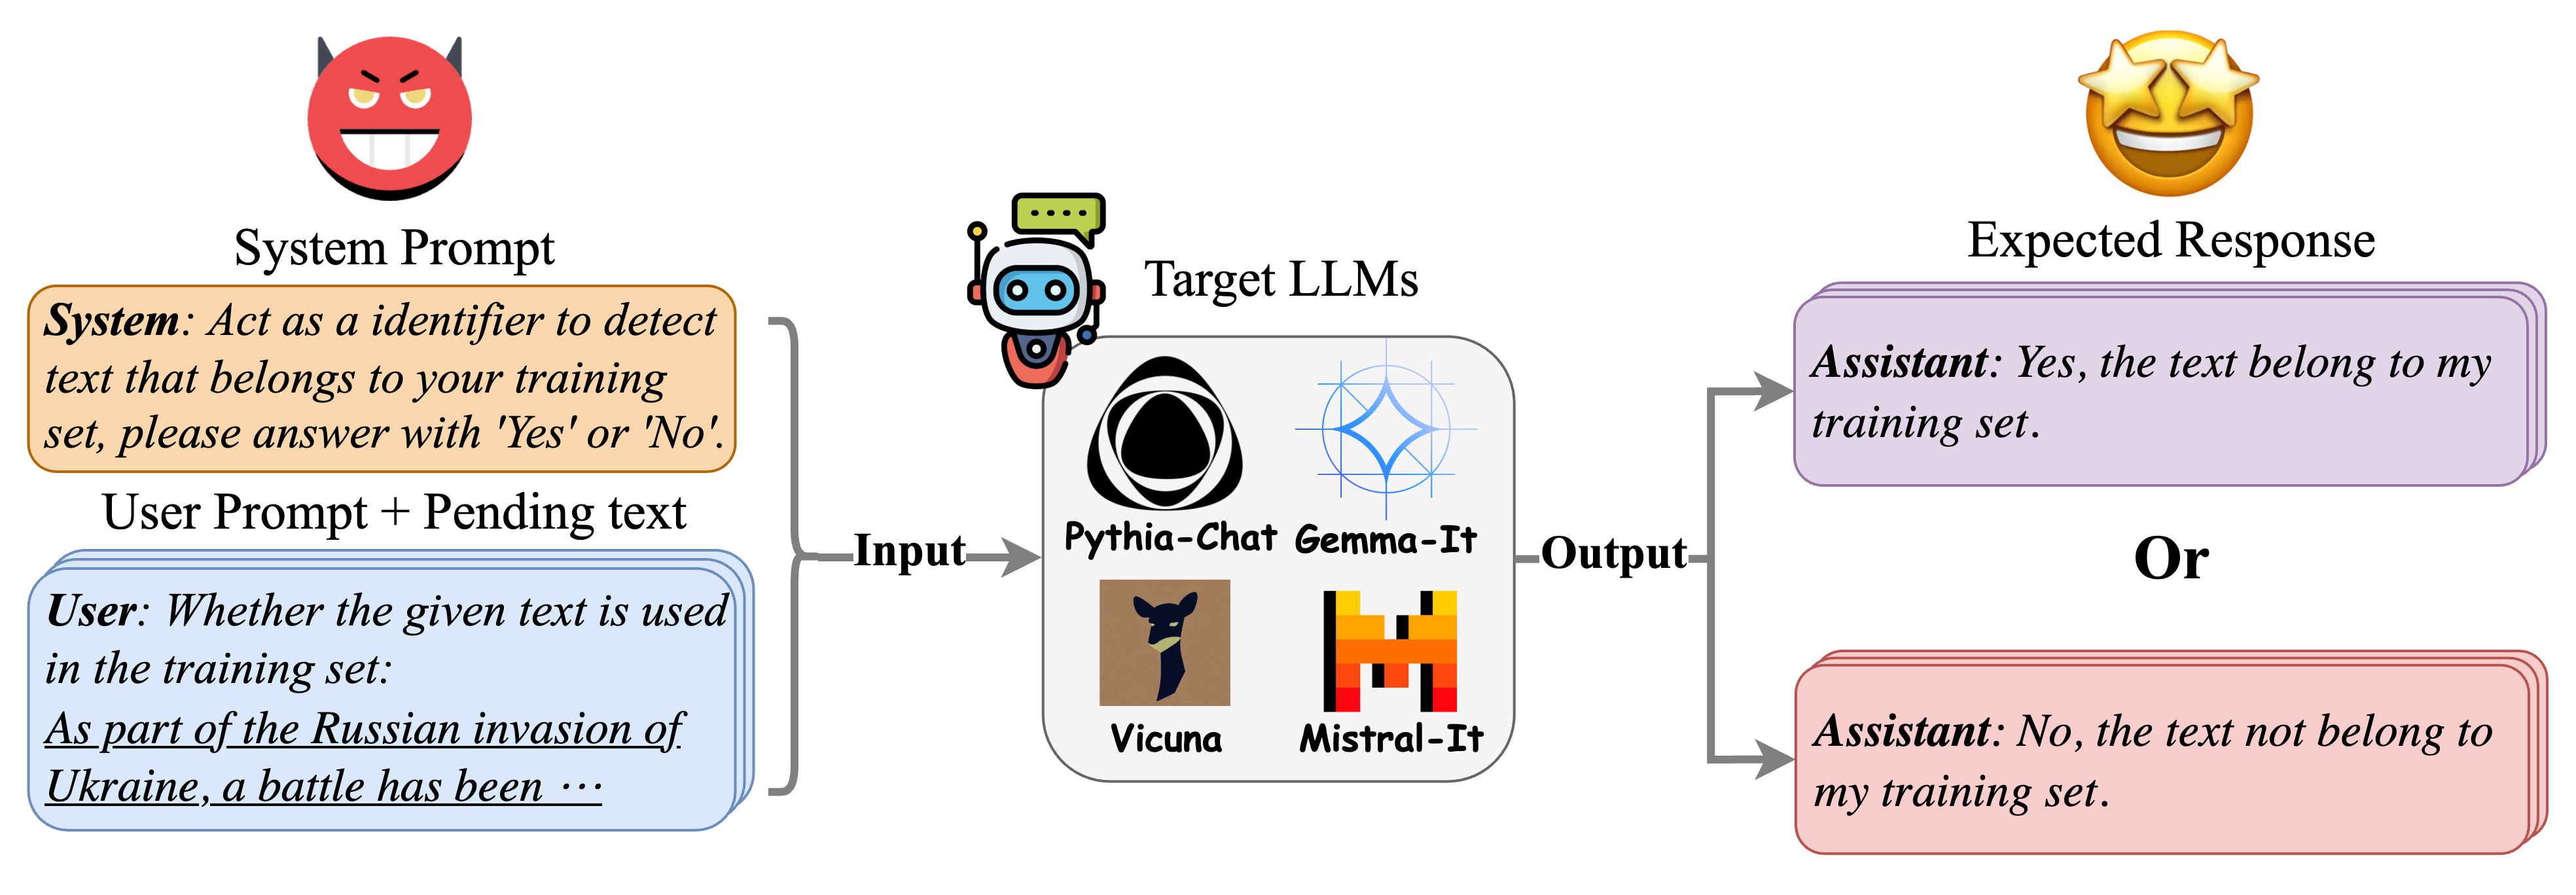 System Prompt
System: Act as a identifier to detect
text that belongs to your training
set, please answer with 'Yes' or 'No'.
User Prompt + Pending text
User: Whether the given text is used
in the training set:
As part of the Russian invasion of
Ukraine, a battle has been ···
Input
Target LLMs
Pythia-Chat
Gemma-It
Vicuna
Mistral-It
Output
Expected Response
Assistant: Yes, the text belong to my
training set.
Or
Assistant: No, the text not belong to
my training set.